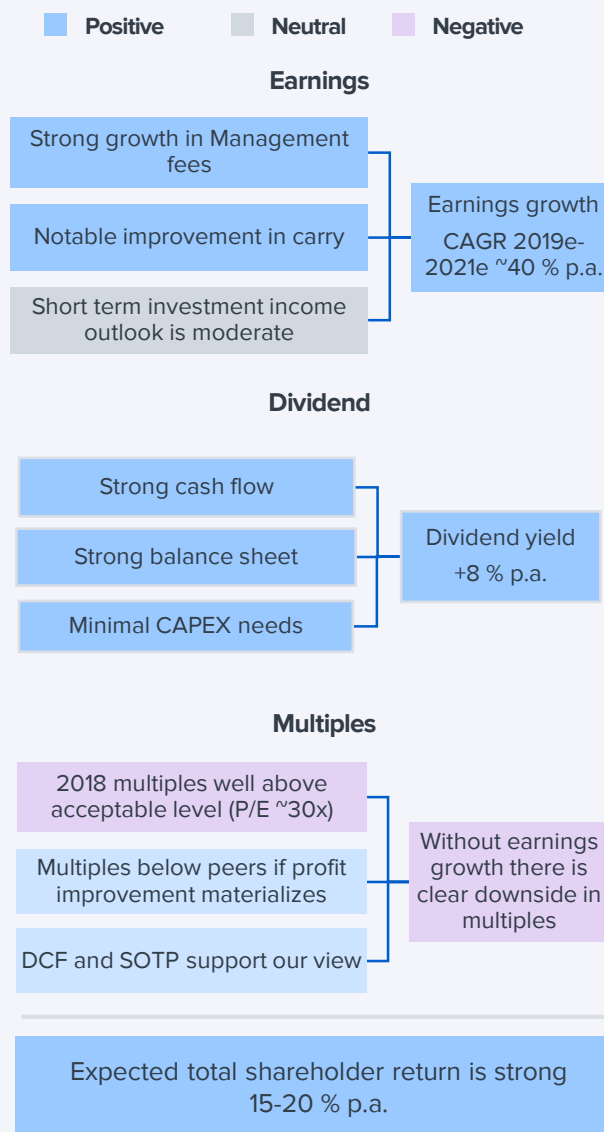 Positive
Neutral
Negative
Earnings
Strong growth in Management
fees
Notable improvement in carry
Short term investment income
outlook is moderate
Earnings growth
CAGR 2019e-
2021e ~40 % p.a.
Dividend
Strong cash flow
Strong balance sheet
Minimal CAPEX needs
Dividend yield
+8 % p.a.
Multiples
2018 multiples well above
acceptable level (P/E ~30x)
Multiples below peers if profit
improvement materializes
DCF and SOTP support our view
Without earnings
growth there is
clear downside in
multiples
Expected total shareholder return is strong
15-20 % p.a.